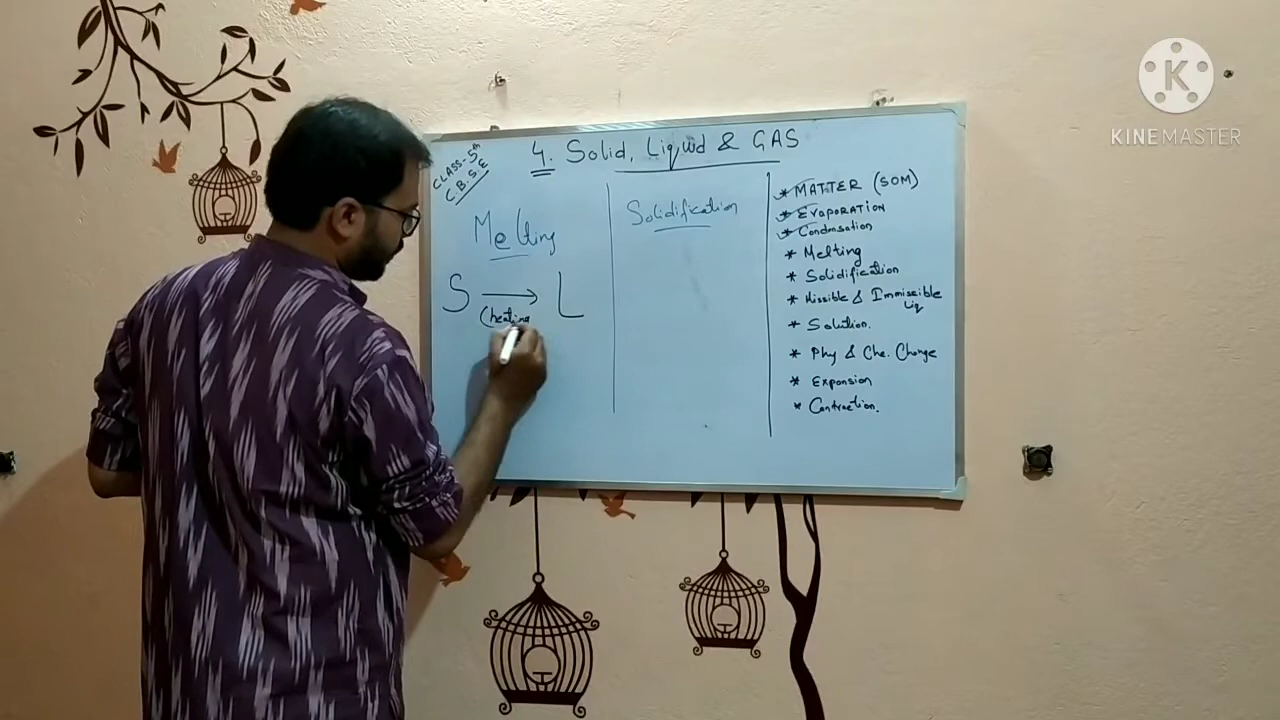 CLASS-5th
C.B.S.E
4. Solid, Liquid & GAS
Melting
S → L
(heating
Solidification
* MATTER (SOM)
* EVAPORATION
* Condensation
* Melting
* Solidification
* Missible & Immiscible
Liq
* Solution.
* Phy & Che. Change
* Expansion
* Contraction.
K
KINEMASTER